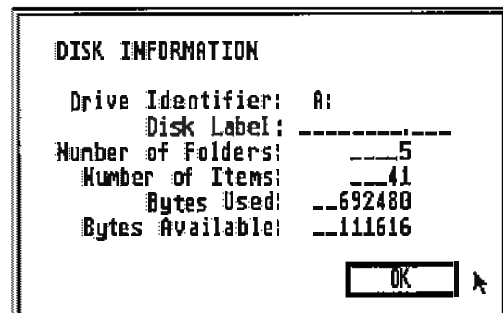 DISK INFORMATION
Drive Identifier: A:
Disk Label: ________.___
Number of Folders: ____5
Number of Items: ___41
Bytes Used: __692480
Bytes Available: __111616
OK